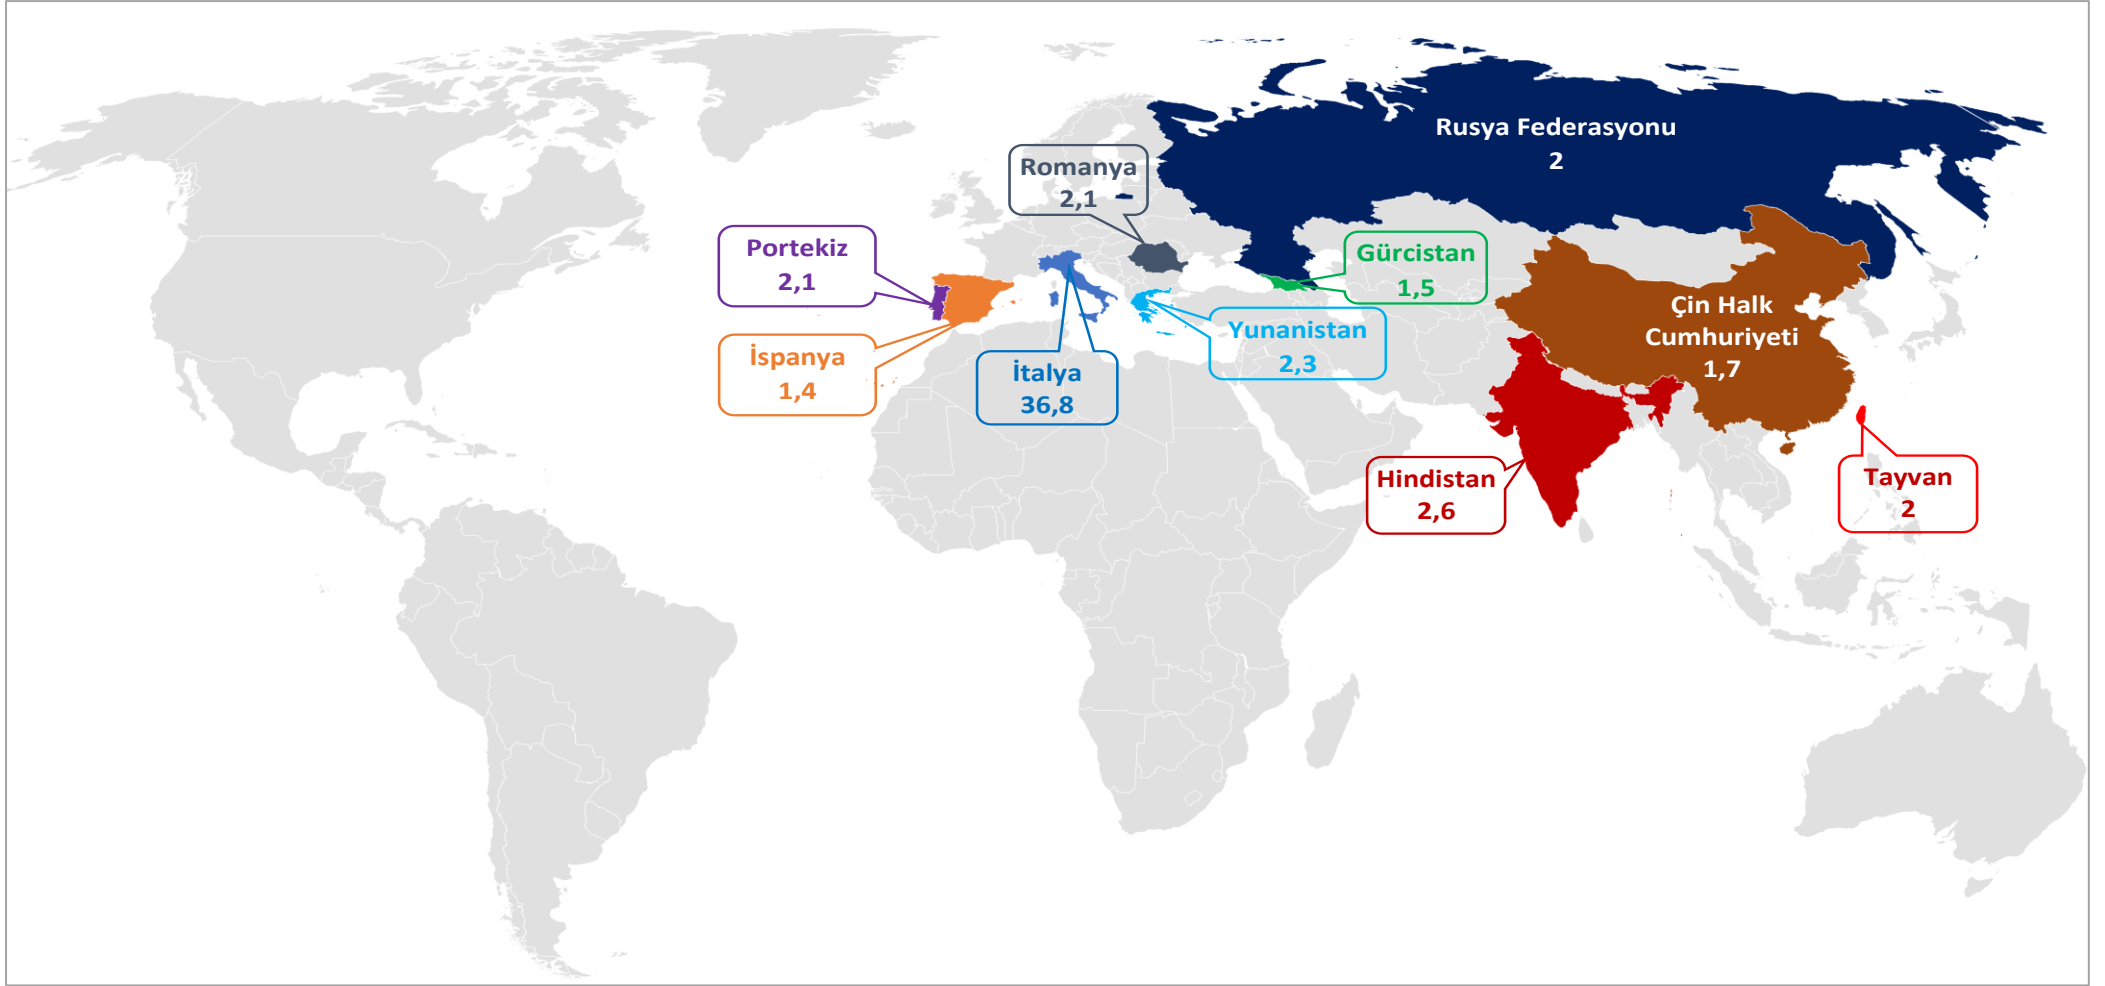 Rusya Federasyonu
2
Romanya
2,1
Portekiz
2,1
Gürcistan
1,5
Çin Halk
Cumhuriyeti
1,7
Yunanistan
2,3
İspanya
1,4
İtalya
36,8
Hindistan
2,6
Tayvan
2